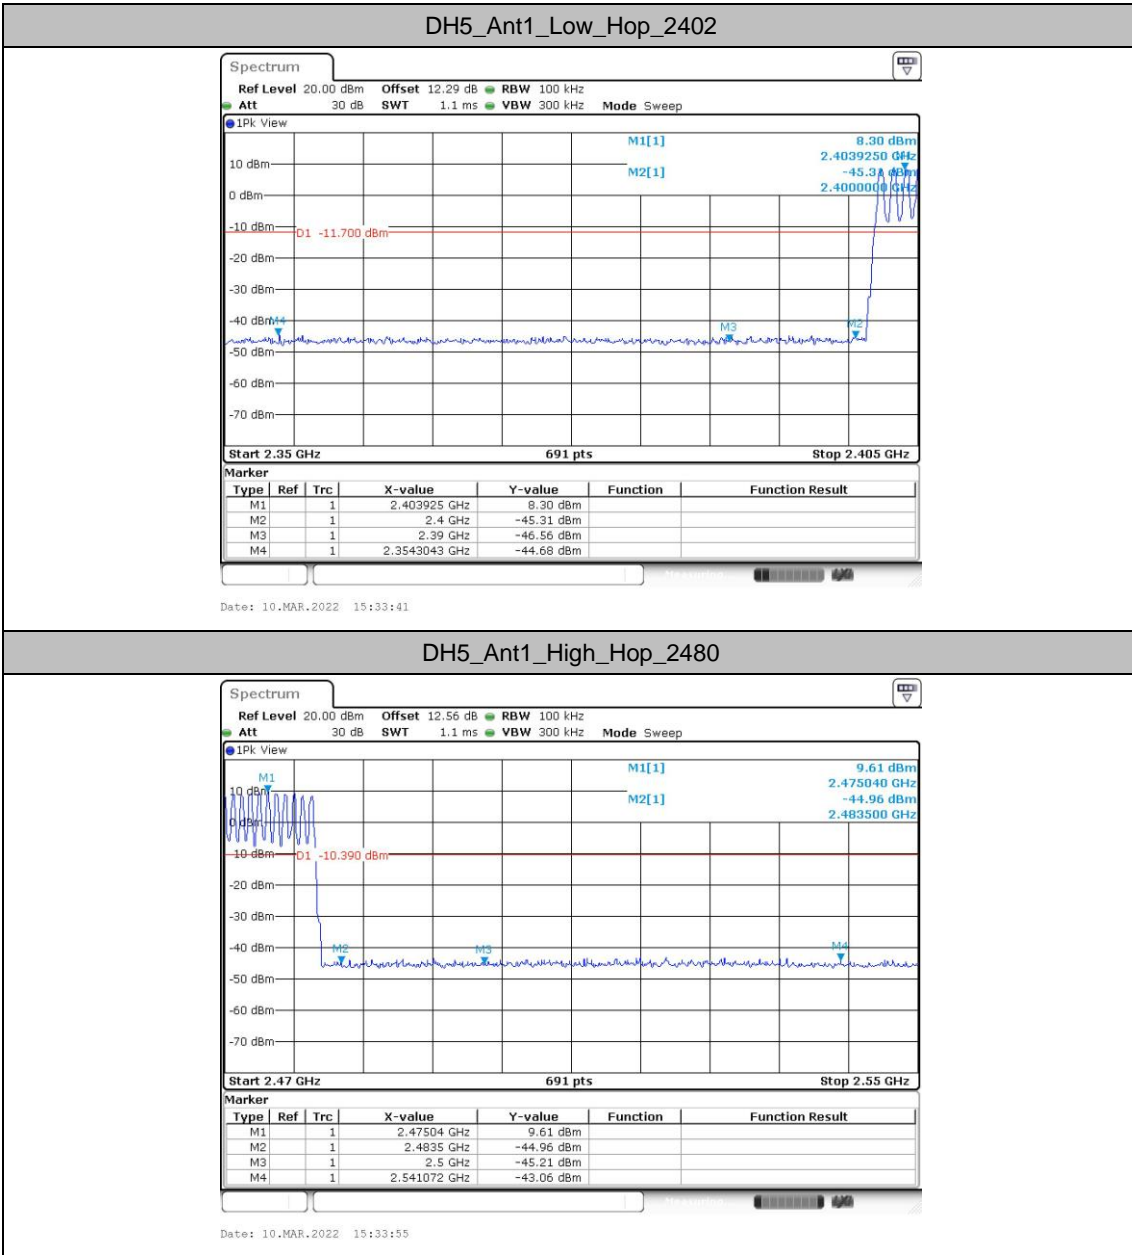 DH5_Ant1_Low_Hop_2402
Spectrum
Ref Level 20.00 dBm Offset 12.29 dB RBW 100 kHz
Att 30 dB SWT 1.1 ms VBW 300 kHz Mode Sweep
1Pk View
M1[1] 8.30 dBm
2.4039250 GHz
M2[1] -45.31 dBm
2.4000000 GHz
10 dBm
0 dBm
-10 dBm
D1 -11.700 dBm
-20 dBm
-30 dBm
-40 dBm
M4
M3
M2
-50 dBm
-60 dBm
-70 dBm
Start 2.35 GHz 691 pts Stop 2.405 GHz
Marker
Type Ref Trc X-value Y-value Function Function Result
M1 1 2.403925 GHz 8.30 dBm
M2 1 2.4 GHz -45.31 dBm
M3 1 2.39 GHz -46.56 dBm
M4 1 2.3543043 GHz -44.68 dBm
Date: 10.MAR.2022 15:33:41
DH5_Ant1_High_Hop_2480
Spectrum
Ref Level 20.00 dBm Offset 12.56 dB RBW 100 kHz
Att 30 dB SWT 1.1 ms VBW 300 kHz Mode Sweep
1Pk View
M1[1] 9.61 dBm
2.475040 GHz
M2[1] -44.96 dBm
2.483500 GHz
M1
10 dBm
0 dBm
-10 dBm
D1 -10.390 dBm
-20 dBm
-30 dBm
-40 dBm
M2
M3
M4
-50 dBm
-60 dBm
-70 dBm
Start 2.47 GHz 691 pts Stop 2.55 GHz
Marker
Type Ref Trc X-value Y-value Function Function Result
M1 1 2.47504 GHz 9.61 dBm
M2 1 2.4835 GHz -44.96 dBm
M3 1 2.5 GHz -45.21 dBm
M4 1 2.541072 GHz -43.06 dBm
Date: 10.MAR.2022 15:33:55